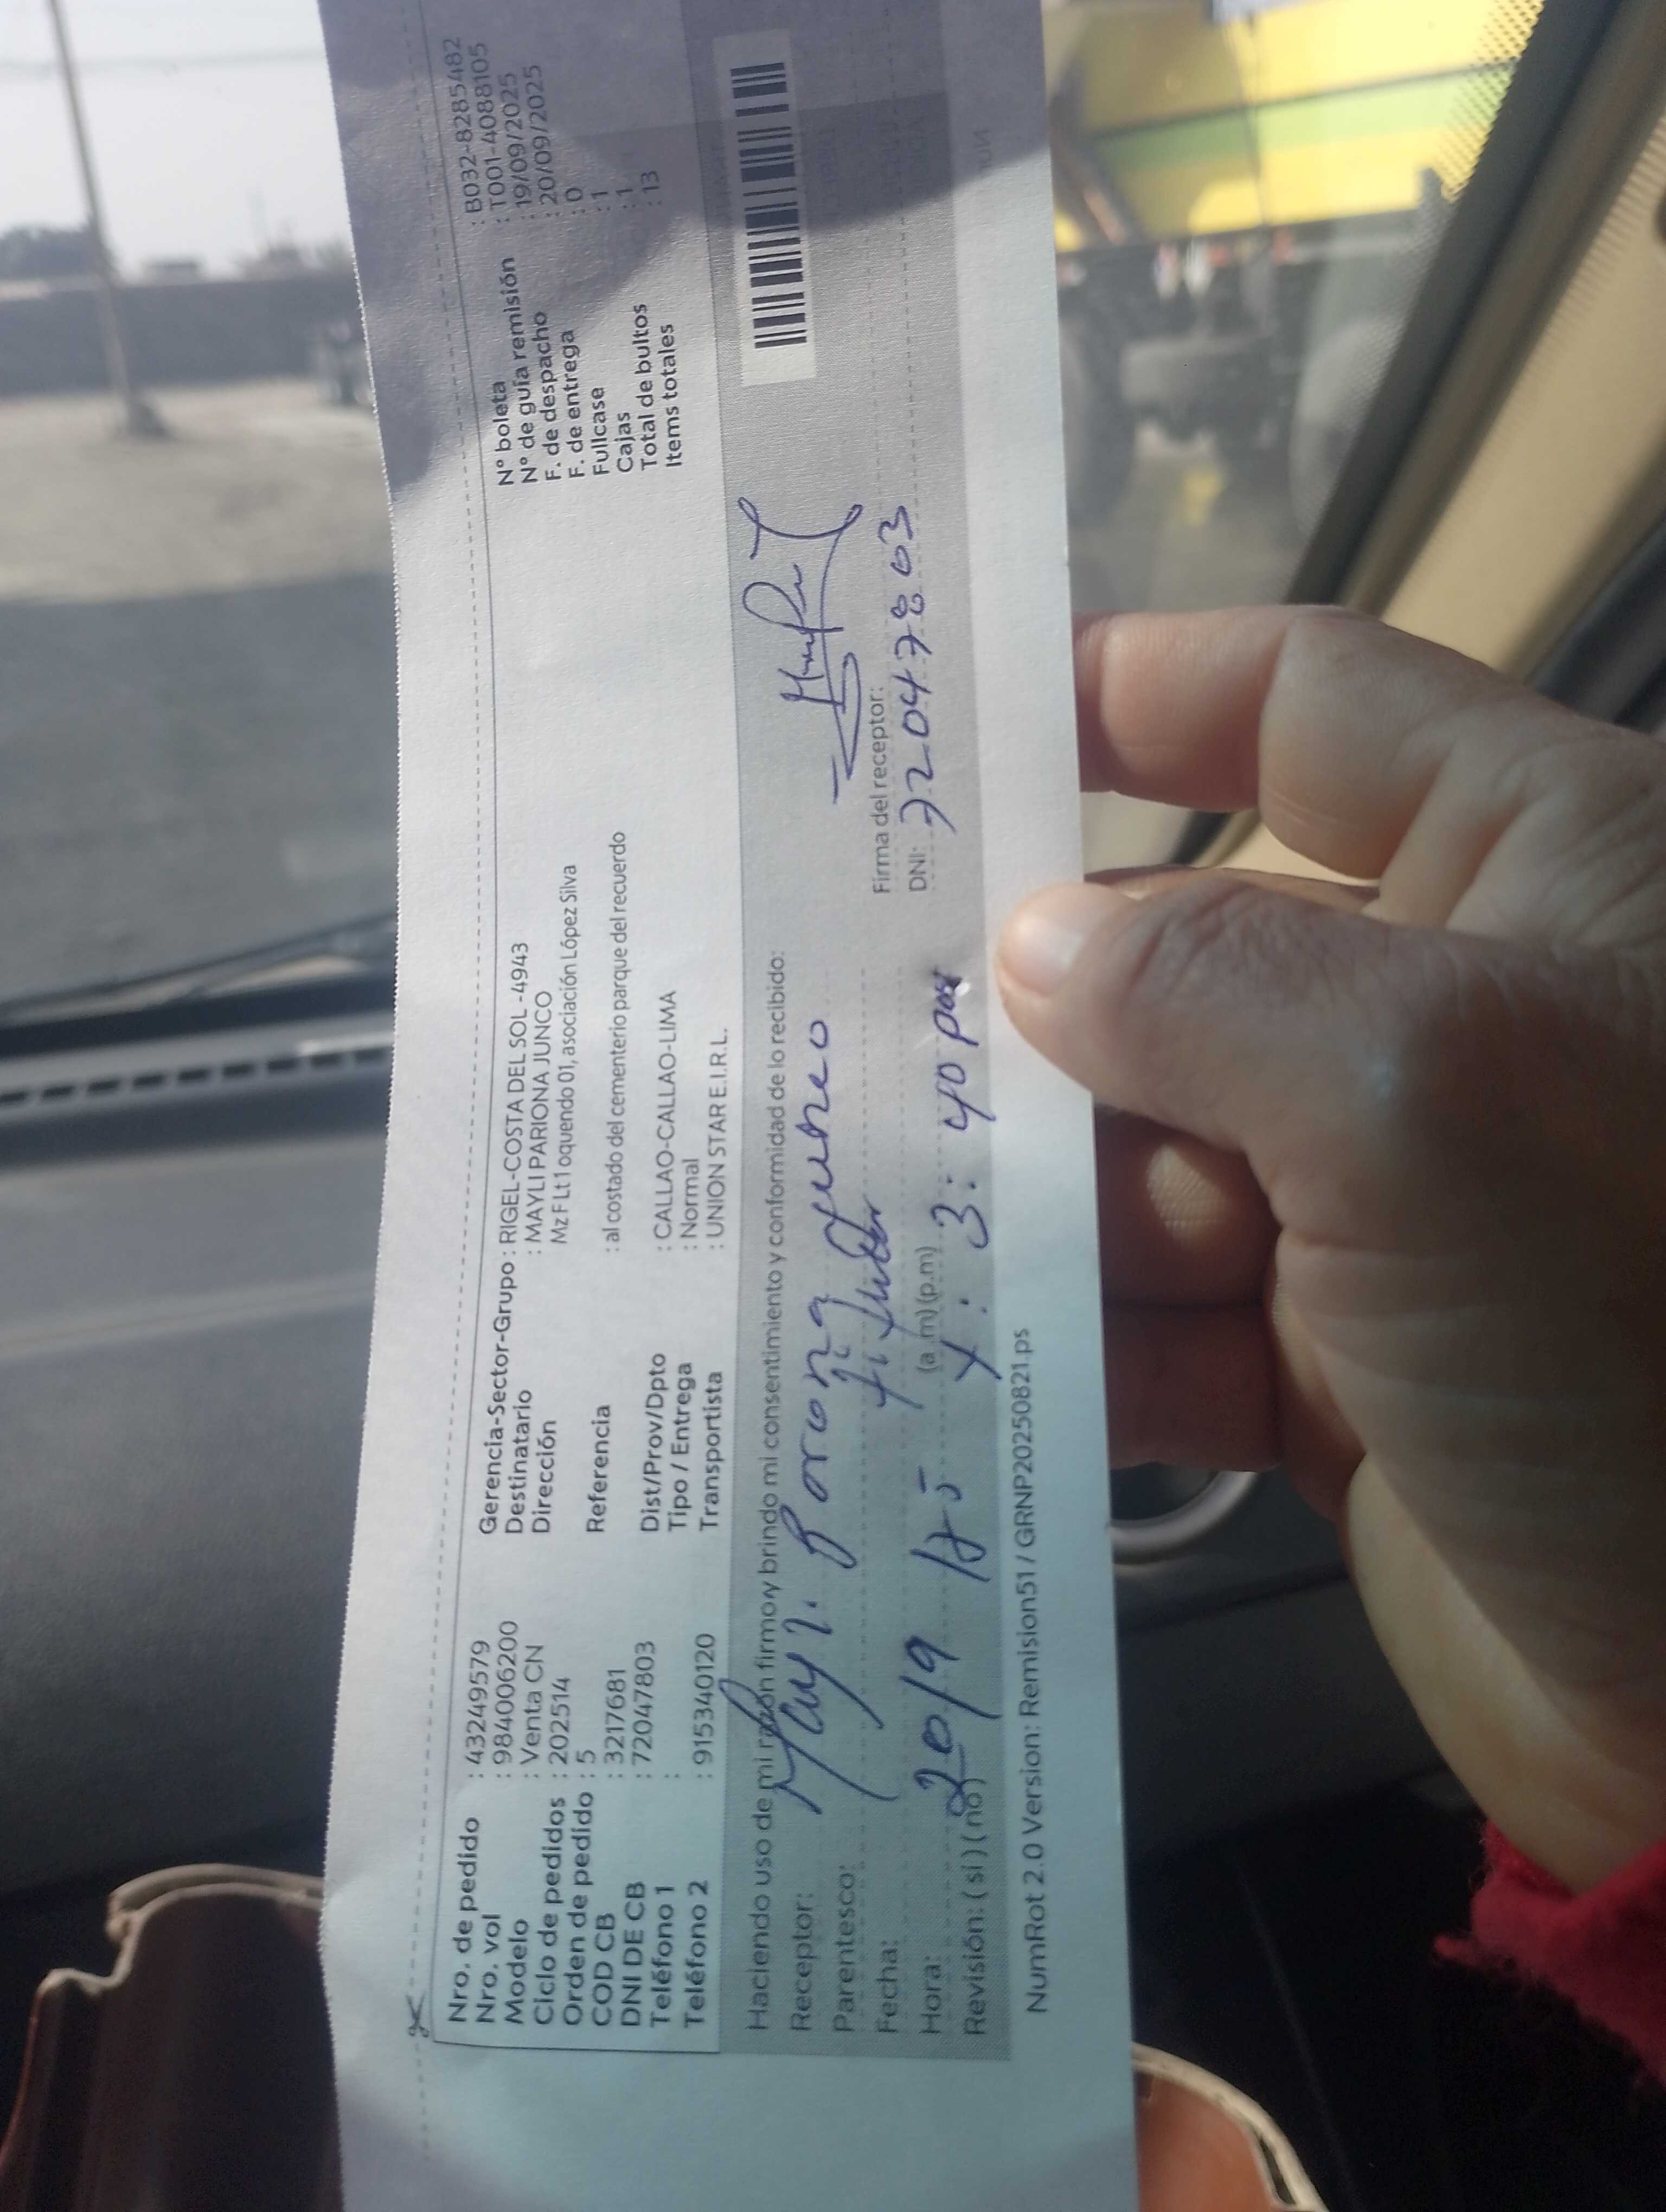 Nro. de pedido : 43249579
Nro. vol : 984006200
Modelo : Venta CN
Ciclo de pedidos : 202514
Orden de pedido : 5
COD CB : 3217681
DNI DE CB : 72047803
Teléfono 1 :
Teléfono 2 : 915340120
Gerencia-Sector-Grupo : RIGEL-COSTA DEL SOL -4943
Destinatario : MAYLI PARIONA JUNCO
Dirección Mz F Lt 1 oquendo 01, asociación López Silva
Referencia : al costado del cementerio parque del recuerdo
Dist/Prov/Dpto : CALLAO-CALLAO-LIMA
Tipo / Entrega : Normal
Transportista : UNION STAR E.I.R.L.
N° boleta : B032-8285482
N° de guía remisión : T001-4088105
F. de despacho : 19/09/2025
F. de entrega : 20/09/2025
Fullcase : 0
Cajas : 1
Total de bultos : 1
Items totales : 13
Haciendo uso de mi razón firmo y brindo mi consentimiento y conformidad de lo recibido:
Receptor: Mayli Pariona Junco
Parentesco: titular
Fecha: 20/9
Hora: (a.m) (p.m) 3:40 pm
Revisión: ( si ) ( no )
Firma del receptor:
DNI: 72047803
NumRot 2.0 Version: Remision51 / GRNP20250821.ps